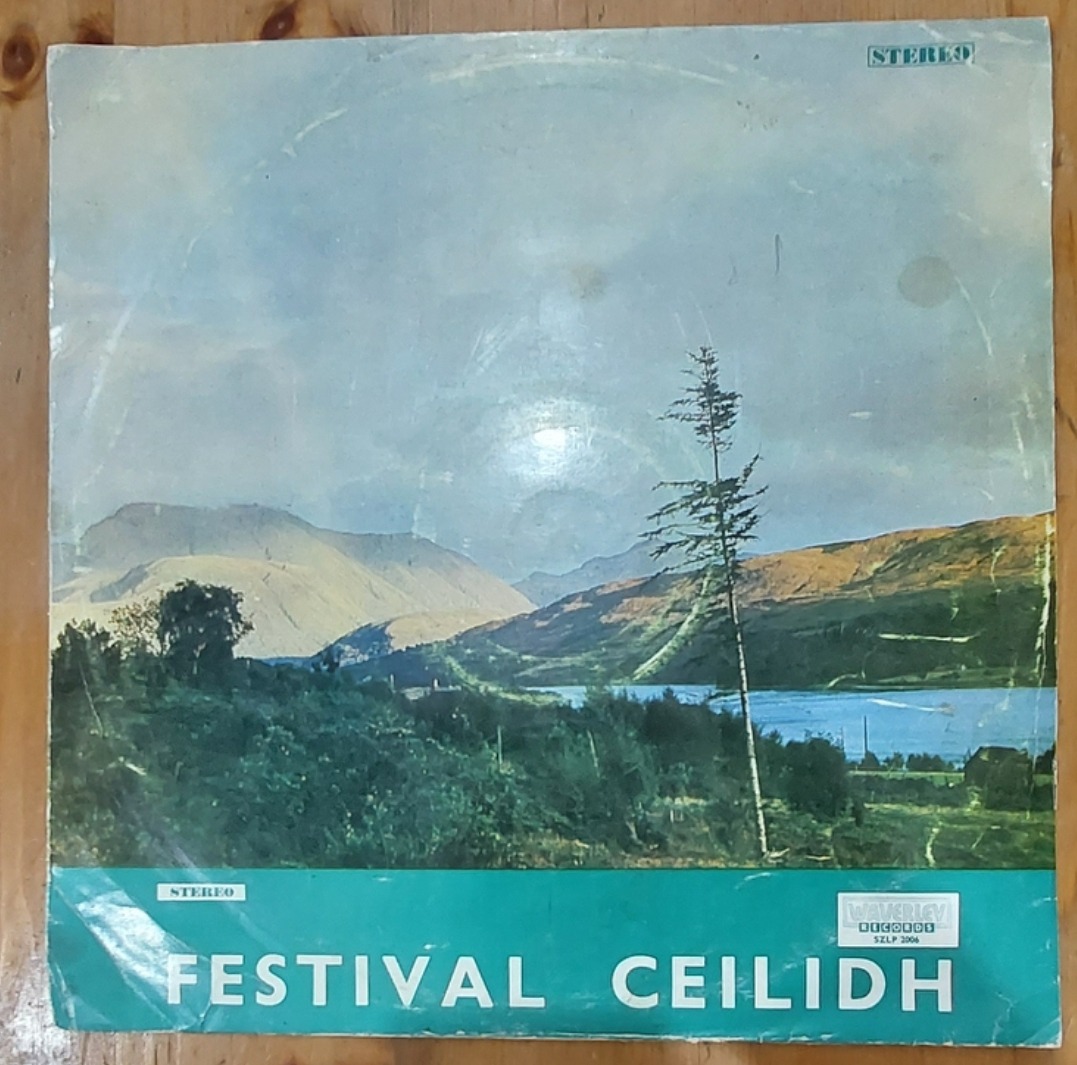 STEREO
STEREO
WAVERLEY
RECORDS
SZLP 2006
FESTIVAL CEILIDH